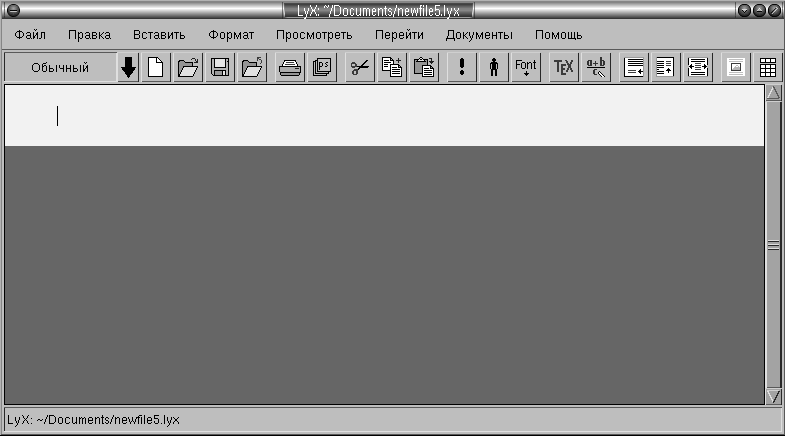 LyX: ~/Documents/newfile5.lyx
Файл Правка Вставить Формат Просмотреть Перейти Документы Помощь
Обычный PS ! Font TEX a+b c
LyX: ~/Documents/newfile5.lyx